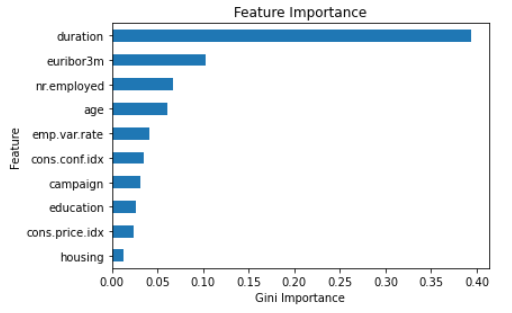 Feature Importance
duration
euribor3m
nr.employed
age
emp.var.rate
cons.conf.idx
campaign
education
cons.price.idx
housing
Feature
0.00 0.05 0.10 0.15 0.20 0.25 0.30 0.35 0.40
Gini Importance